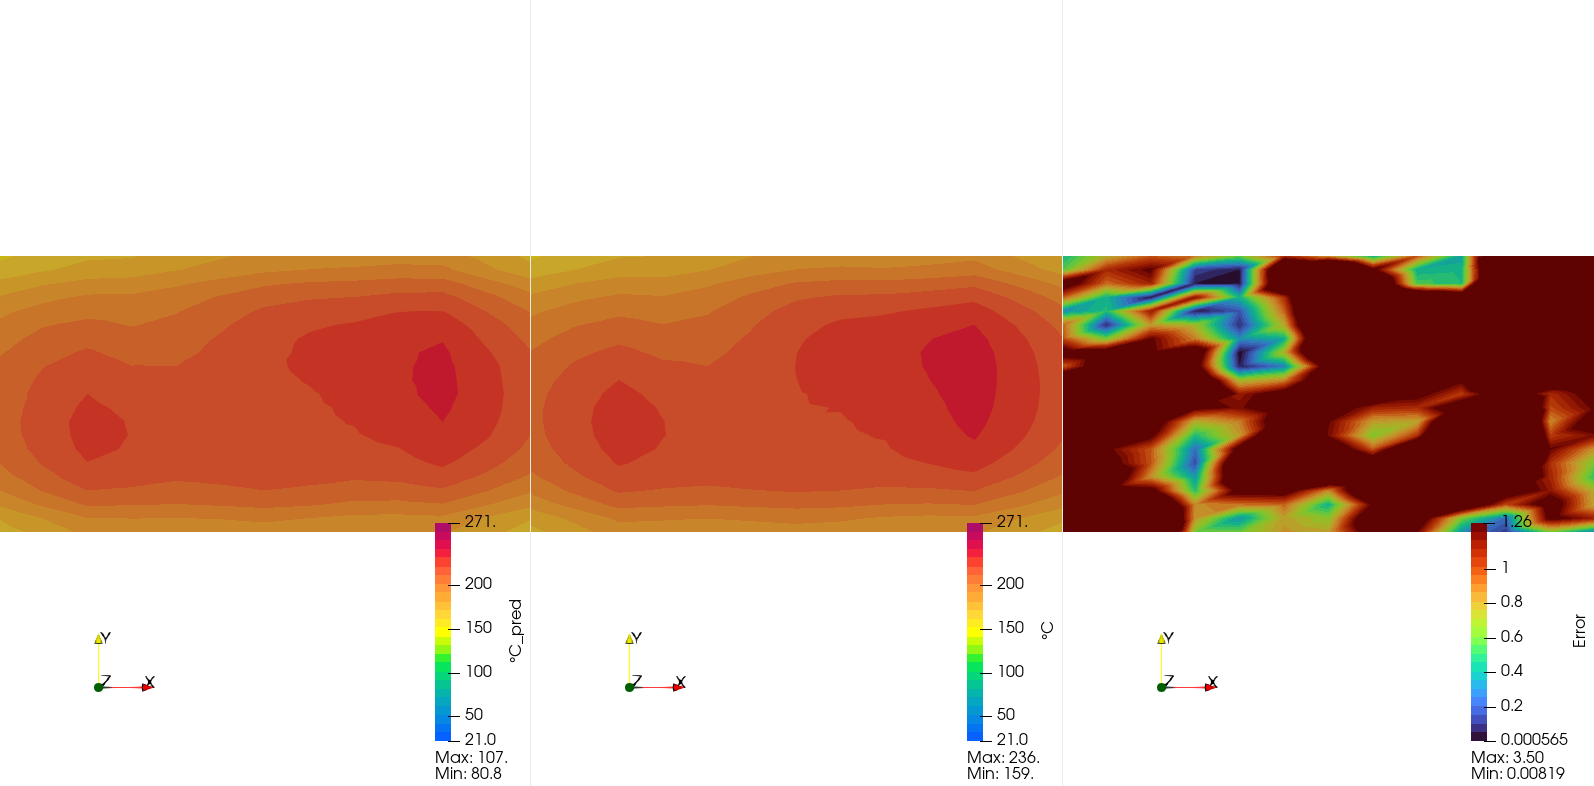 271.
200
150
100
50
21.0
°C_pred
Max: 107.
Min: 80.8
Y
Z
X
271.
200
150
100
50
21.0
°C
Max: 236.
Min: 159.
Y
Z
X
1.26
1
0.8
0.6
0.4
0.2
0.000565
Error
Max: 3.50
Min: 0.00819
Y
Z
X